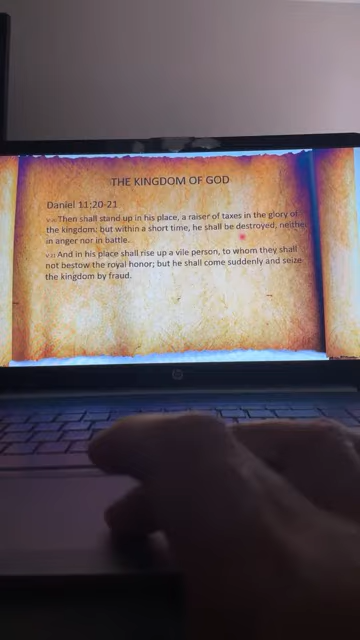 THE KINGDOM OF GOD
Daniel 11:20-21
Then shall stand up in his place, a raiser of taxes in the glory of
the kingdom; but within a short time, he shall be destroyed, neither
in anger nor in battle.
And in his place shall rise up a vile person, to whom they shall
not bestow the royal honor; but he shall come suddenly and seize
the kingdom by fraud.
hp